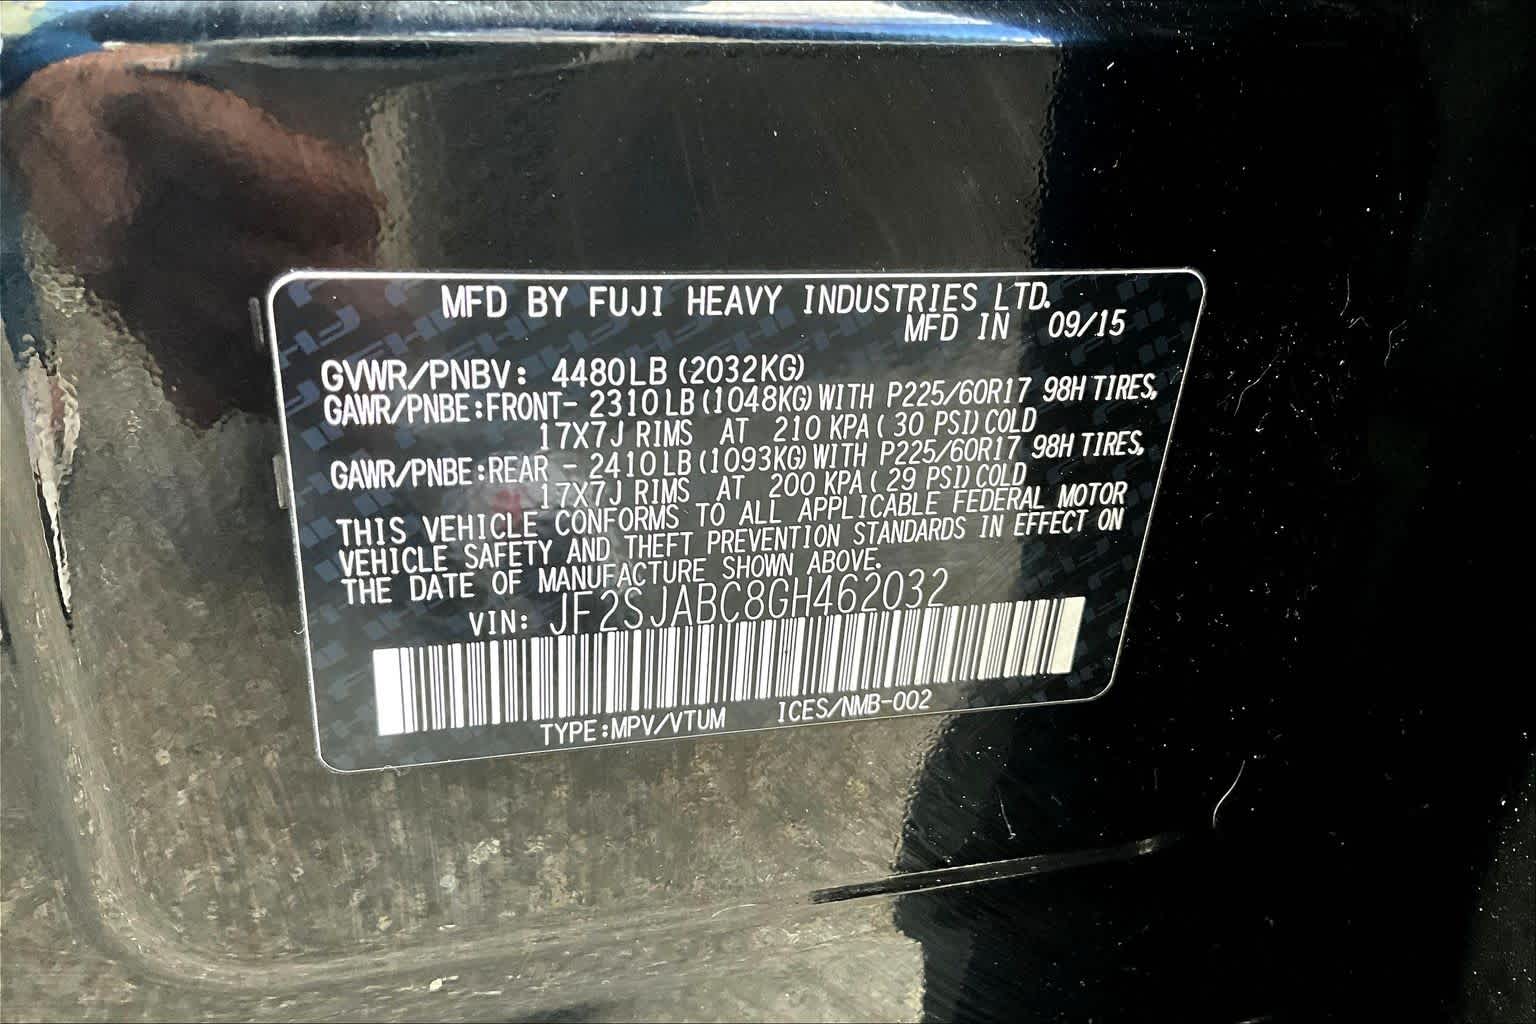 MFD BY FUJI HEAVY INDUSTRIES LTD.
MFD IN 09/15
GVWR/PNBV: 4480LB (2032KG)
GAWR/PNBE:FRONT- 2310LB (1048KG) WITH P225/60R17 98H TIRES,
17X7J RIMS AT 210 KPA ( 30 PSI) COLD
GAWR/PNBE:REAR - 2410LB (1093KG) WITH P225/60R17 98H TIRES,
17X7J RIMS AT 200 KPA ( 29 PSI) COLD
THIS VEHICLE CONFORMS TO ALL APPLICABLE FEDERAL MOTOR
VEHICLE SAFETY AND THEFT PREVENTION STANDARDS IN EFFECT ON
THE DATE OF MANUFACTURE SHOWN ABOVE.
VIN: JF2SJABC8GH462032
TYPE:MPV/VTUM ICES/NMB-002